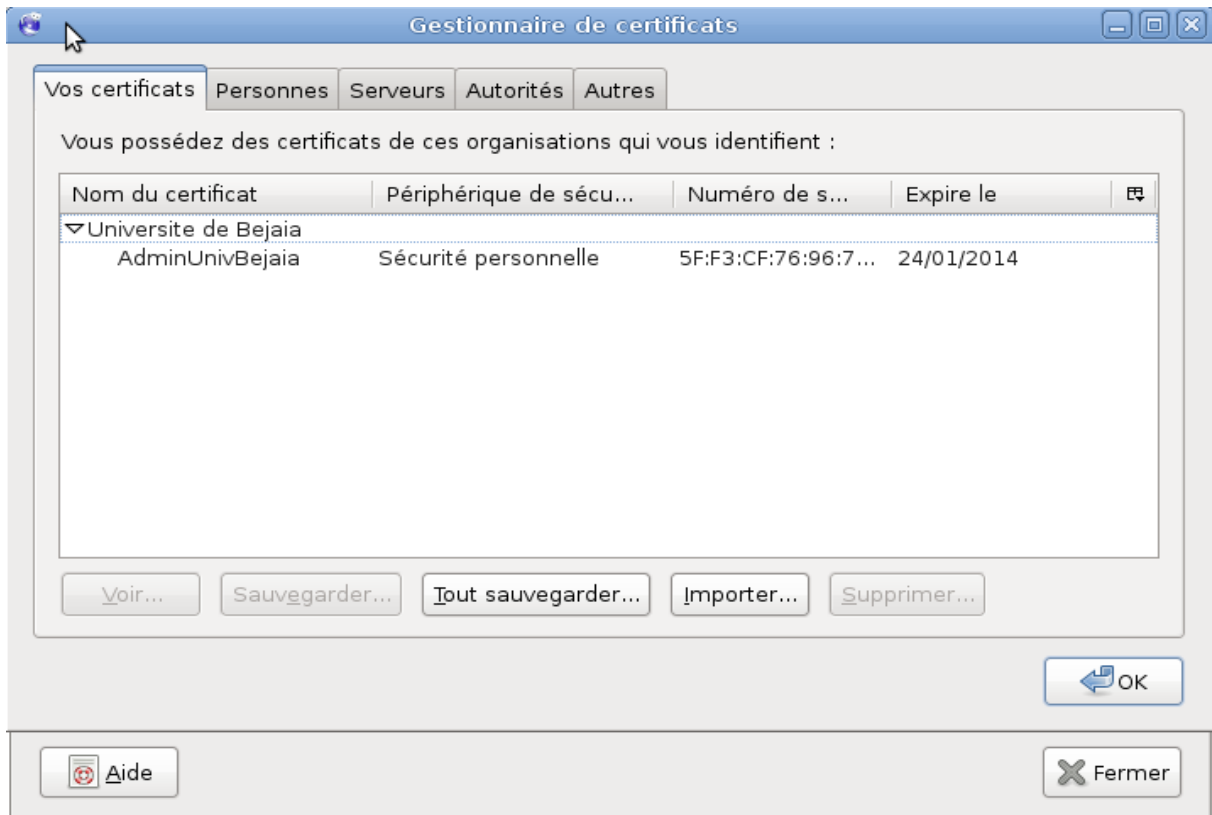 Gestionnaire de certificats
Vos certificats Personnes Serveurs Autorités Autres
Vous possédez des certificats de ces organisations qui vous identifient :
Nom du certificat Périphérique de sécu... Numéro de s... Expire le
Universite de Bejaia
AdminUnivBejaia Sécurité personnelle 5F:F3:CF:76:96:7... 24/01/2014
Voir... Sauvegarder... Tout sauvegarder... Importer... Supprimer...
OK
Aide Fermer